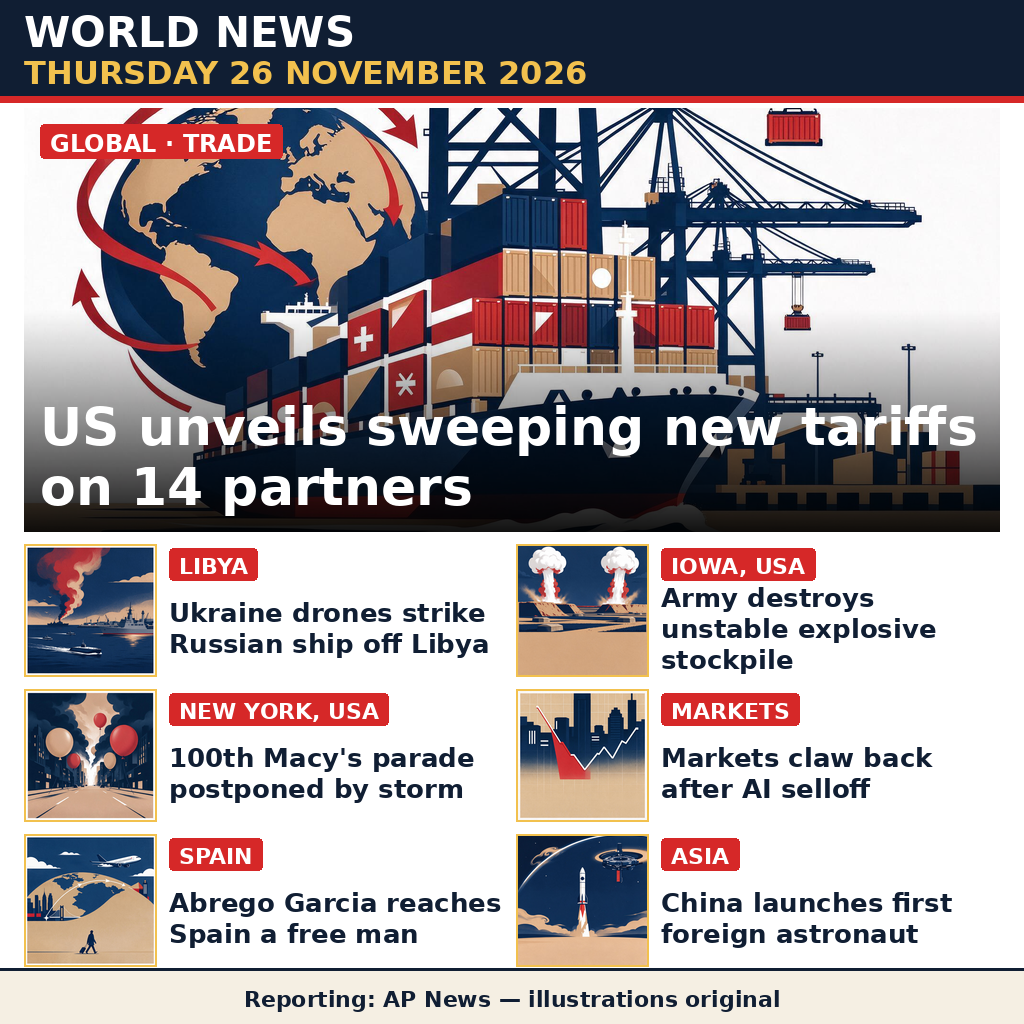 WORLD NEWS
THURSDAY 26 NOVEMBER 2026
GLOBAL · TRADE
US unveils sweeping new tariffs
on 14 partners
LIBYA
Ukraine drones strike
Russian ship off Libya
IOWA, USA
Army destroys
unstable explosive
stockpile
NEW YORK, USA
100th Macy's parade
postponed by storm
MARKETS
Markets claw back
after AI selloff
SPAIN
Abrego Garcia reaches
Spain a free man
ASIA
China launches first
foreign astronaut
Reporting: AP News — illustrations original